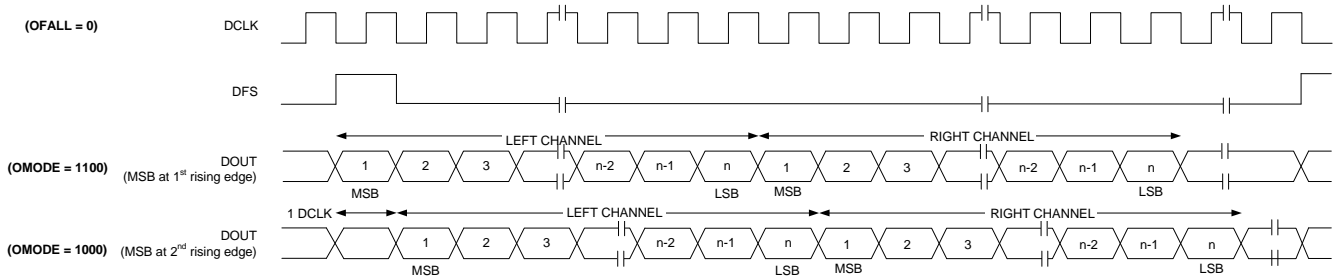 (OFALL = 0) DCLK
DFS
LEFT CHANNEL RIGHT CHANNEL
(OMODE = 1100) DOUT 1 2 3 n-2 n-1 n 1 2 3 n-2 n-1 n
(MSB at 1st rising edge)
MSB LSB MSB LSB
1 DCLK LEFT CHANNEL RIGHT CHANNEL
(OMODE = 1000) DOUT 1 2 3 n-2 n-1 n 1 2 3 n-2 n-1 n
(MSB at 2nd rising edge)
MSB LSB MSB LSB